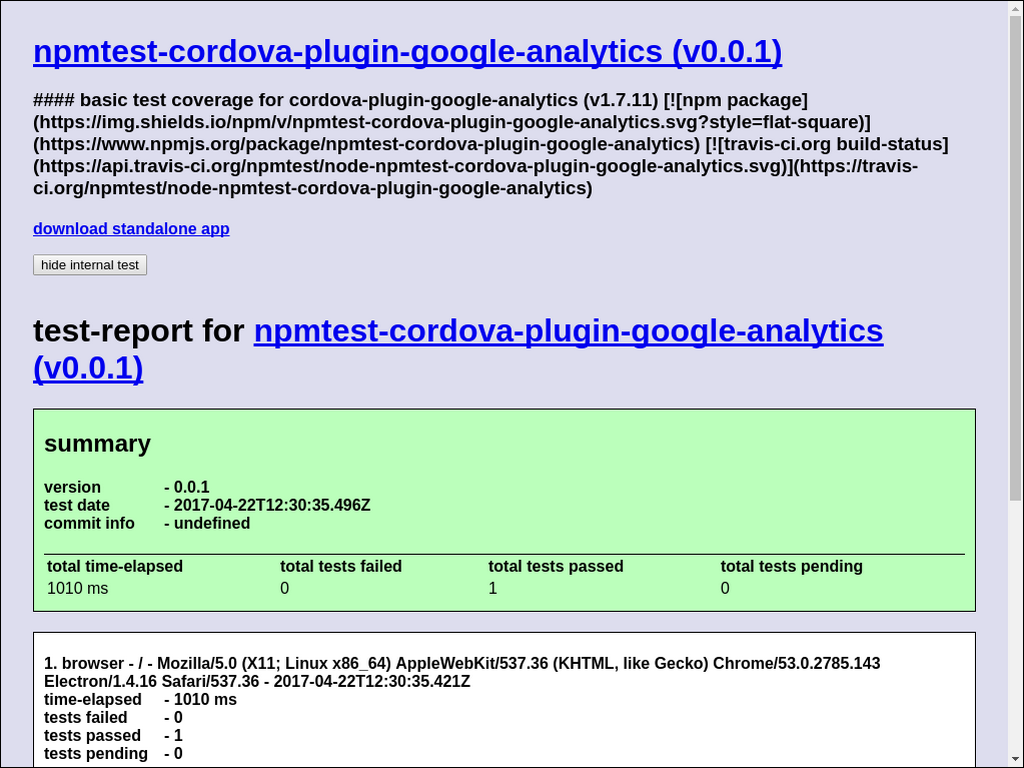 npmtest-cordova-plugin-google-analytics (v0.0.1)
#### basic test coverage for cordova-plugin-google-analytics (v1.7.11) [![npm package]
(https://img.shields.io/npm/v/npmtest-cordova-plugin-google-analytics.svg?style=flat-square)]
(https://www.npmjs.org/package/npmtest-cordova-plugin-google-analytics) [![travis-ci.org build-status]
(https://api.travis-ci.org/npmtest/node-npmtest-cordova-plugin-google-analytics.svg)](https://travis-
ci.org/npmtest/node-npmtest-cordova-plugin-google-analytics)
download standalone app
hide internal test
test-report for npmtest-cordova-plugin-google-analytics
(v0.0.1)
summary
version - 0.0.1
test date - 2017-04-22T12:30:35.496Z
commit info - undefined
total time-elapsed total tests failed total tests passed total tests pending
1010 ms 0 1 0
1. browser - / - Mozilla/5.0 (X11; Linux x86_64) AppleWebKit/537.36 (KHTML, like Gecko) Chrome/53.0.2785.143
Electron/1.4.16 Safari/537.36 - 2017-04-22T12:30:35.421Z
time-elapsed - 1010 ms
tests failed - 0
tests passed - 1
tests pending - 0